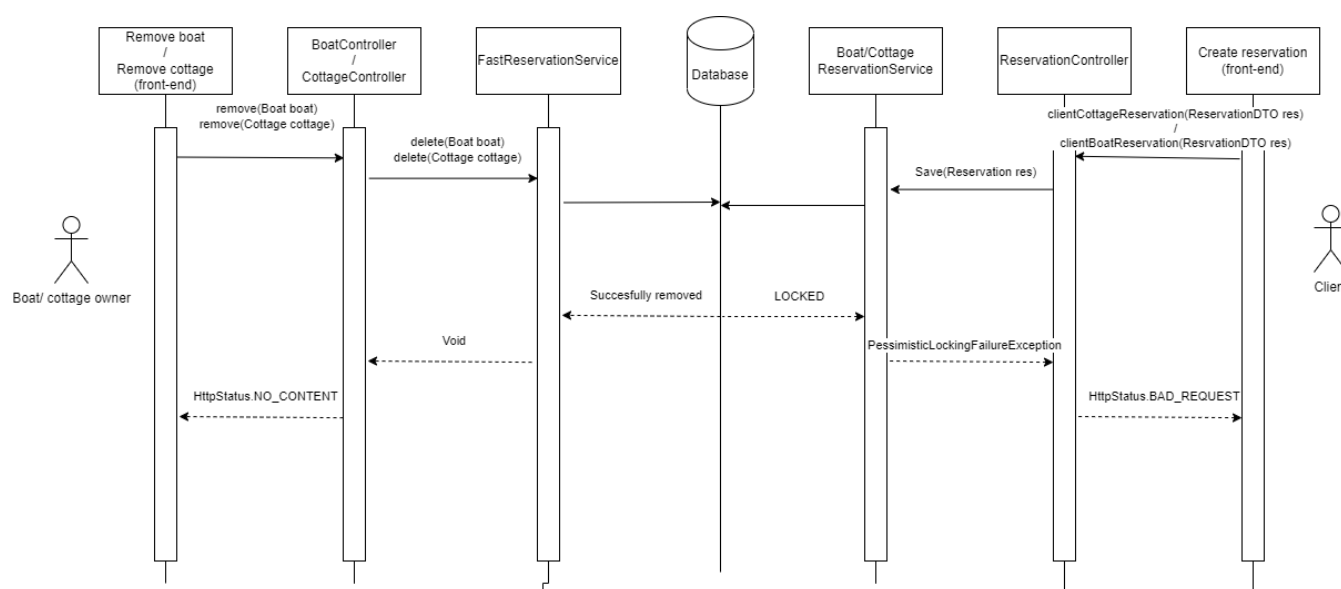 Remove boat
/
Remove cottage
(front-end)
BoatController
/
CottageController
FastReservationService
Database
Boat/Cottage
ReservationService
ReservationController
Create reservation
(front-end)
remove(Boat boat)
remove(Cottage cottage)
delete(Boat boat)
delete(Cottage cottage)
clientCottageReservation(ReservationDTO res)
/
clientBoatReservation(ResrvationDTO res)
Save(Reservation res)
Boat/ cottage owner
Clien
Succesfully removed
LOCKED
Void
PessimisticLockingFailureException
HttpStatus.NO_CONTENT
HttpStatus.BAD_REQUEST